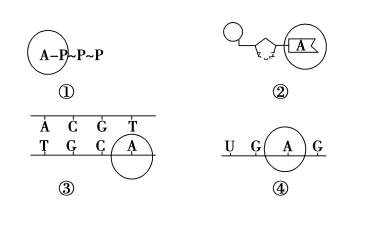 A-P~P~P
A
① ②
A C G T
T G C A
U G A G
③ ④